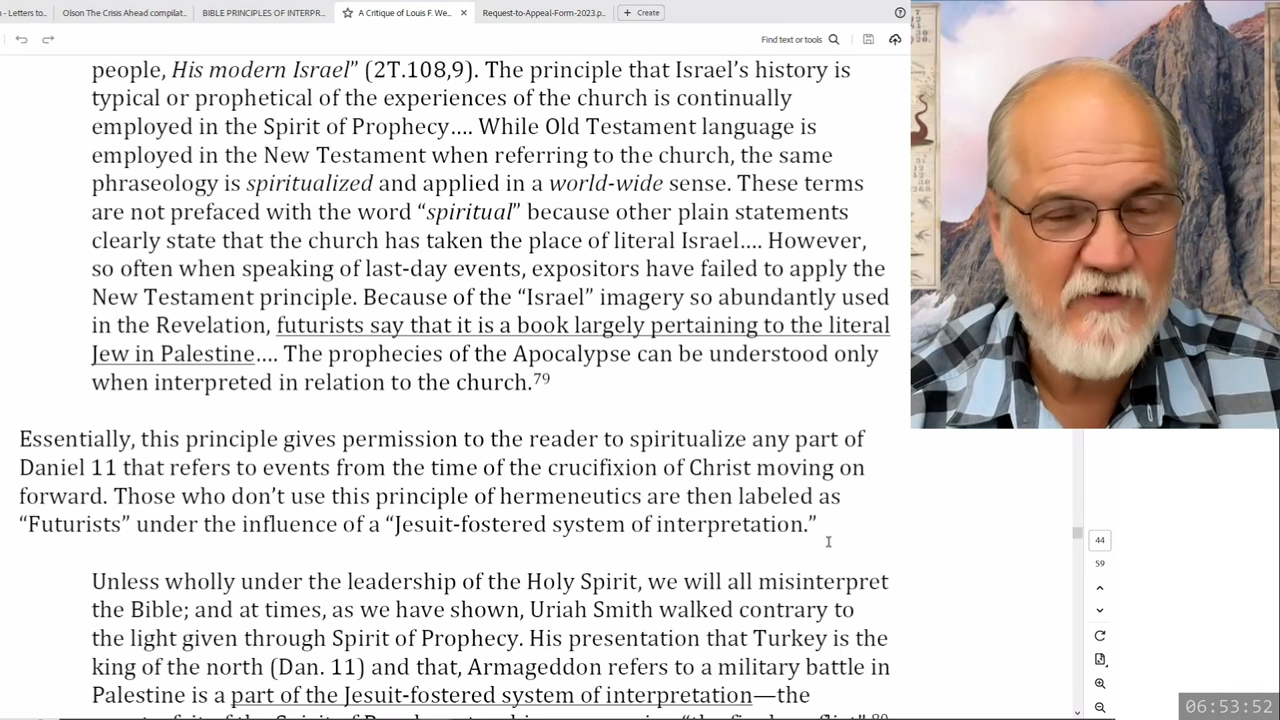 n - Letters to...
Olson The Crisis Ahead compilat...
BIBLE PRINCIPLES OF INTERPR...
A Critique of Louis F. We...
Request-to-Appeal-Form-2023.p...
Create
Find text or tools
people, His modern Israel” (2T.108,9). The principle that Israel’s history is
typical or prophetical of the experiences of the church is continually
employed in the Spirit of Prophecy.... While Old Testament language is
employed in the New Testament when referring to the church, the same
phraseology is spiritualized and applied in a world-wide sense. These terms
are not prefaced with the word “spiritual” because other plain statements
clearly state that the church has taken the place of literal Israel.... However,
so often when speaking of last-day events, expositors have failed to apply the
New Testament principle. Because of the “Israel” imagery so abundantly used
in the Revelation, futurists say that it is a book largely pertaining to the literal
Jew in Palestine.... The prophecies of the Apocalypse can be understood only
when interpreted in relation to the church.79
Essentially, this principle gives permission to the reader to spiritualize any part of
Daniel 11 that refers to events from the time of the crucifixion of Christ moving on
forward. Those who don’t use this principle of hermeneutics are then labeled as
“Futurists” under the influence of a “Jesuit-fostered system of interpretation.”
Unless wholly under the leadership of the Holy Spirit, we will all misinterpret
the Bible; and at times, as we have shown, Uriah Smith walked contrary to
the light given through Spirit of Prophecy. His presentation that Turkey is the
king of the north (Dan. 11) and that, Armageddon refers to a military battle in
Palestine is a part of the Jesuit-fostered system of interpretation—the
44
59
06:53:52